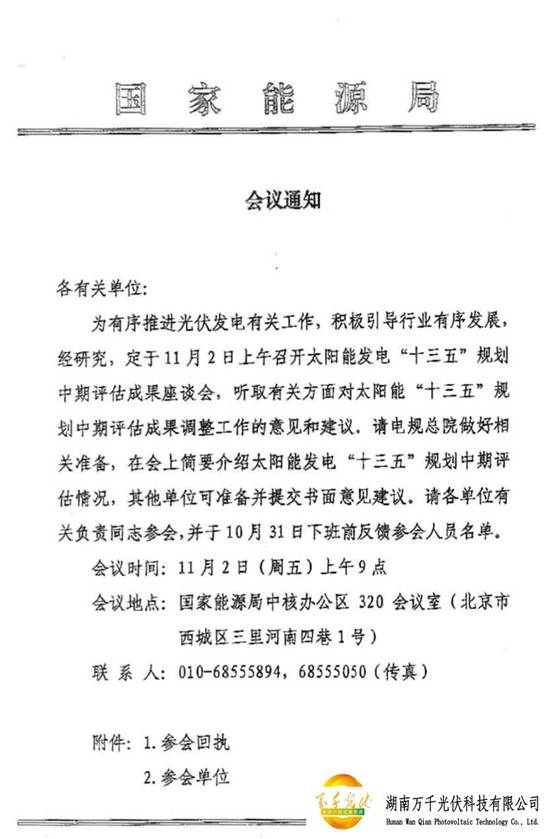 国家能源局
会议通知
各有关单位：
为有序推进光伏发电有关工作，积极引导行业有序发展，
经研究，定于11月2日上午召开太阳能发电“十三五”规划
中期评估成果座谈会，听取有关方面对太阳能“十三五”规
划中期评估成果调整工作的意见和建议。请电规总院做好相
关准备，在会上简要介绍太阳能发电“十三五”规划中期评
估情况，其他单位可准备并提交书面意见建议。请各单位有
关负责同志参会，并于10月31日下班前反馈参会人员名单。
会议时间：11月2日（周五）上午9点
会议地点：国家能源局中核办公区 320 会议室（北京市
西城区三里河南四巷1号）
联 系 人：010-68555894，68555050（传真）
附件：1.参会回执
2.参会单位
万千光伏
湖南万千光伏科技有限公司
Hunan Wan Qian Photovoltaic Technology Co., Ltd.